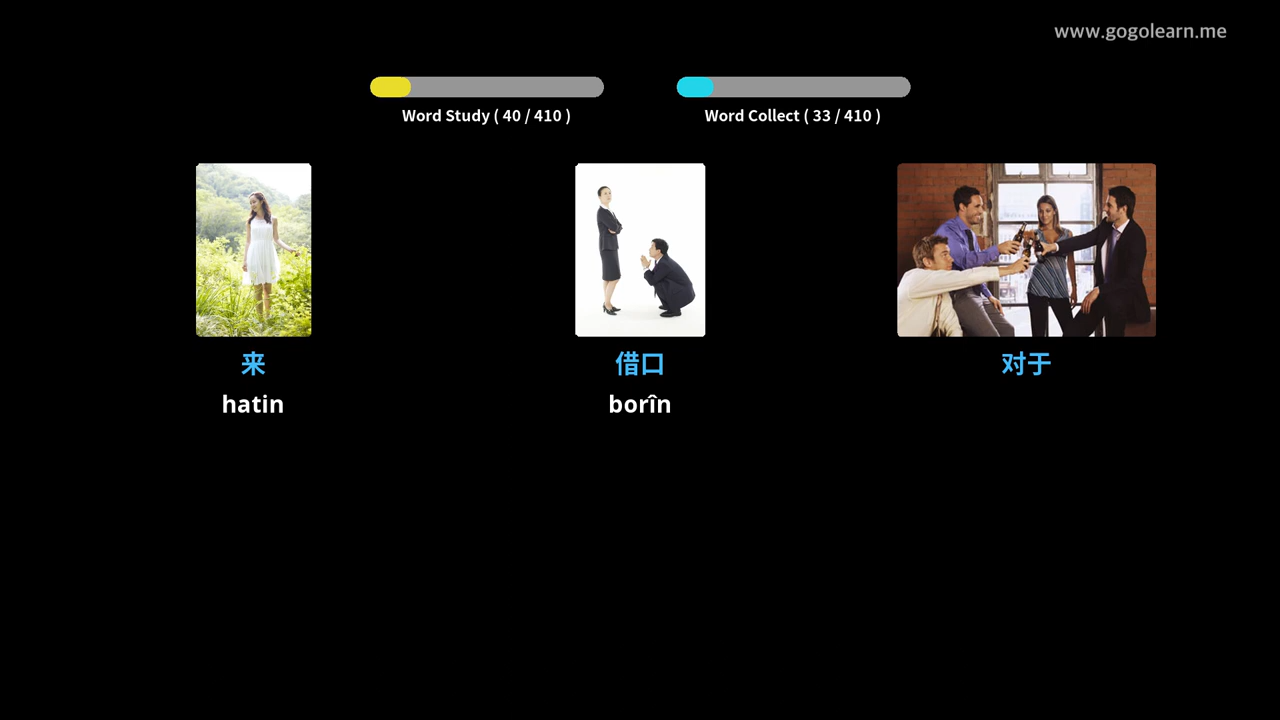 www.gogolearn.me
Word Study ( 40 / 410 )
Word Collect ( 33 / 410 )
来
hatin
借口
borîn
对于